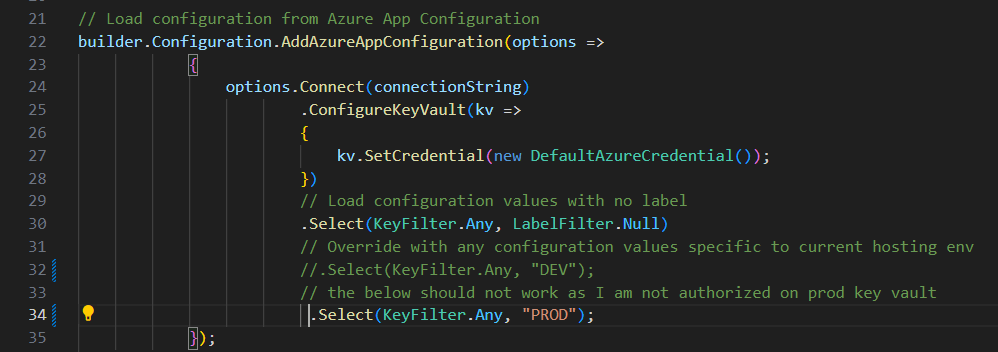 21 // Load configuration from Azure App Configuration
22 builder.Configuration.AddAzureAppConfiguration(options =>
23 {
24 options.Connect(connectionString)
25 .ConfigureKeyVault(kv =>
26 {
27 kv.SetCredential(new DefaultAzureCredential());
28 })
29 // Load configuration values with no label
30 .Select(KeyFilter.Any, LabelFilter.Null)
31 // Override with any configuration values specific to current hosting env
32 //.Select(KeyFilter.Any, "DEV");
33 // the below should not work as I am not authorized on prod key vault
34 .Select(KeyFilter.Any, "PROD");
35 });